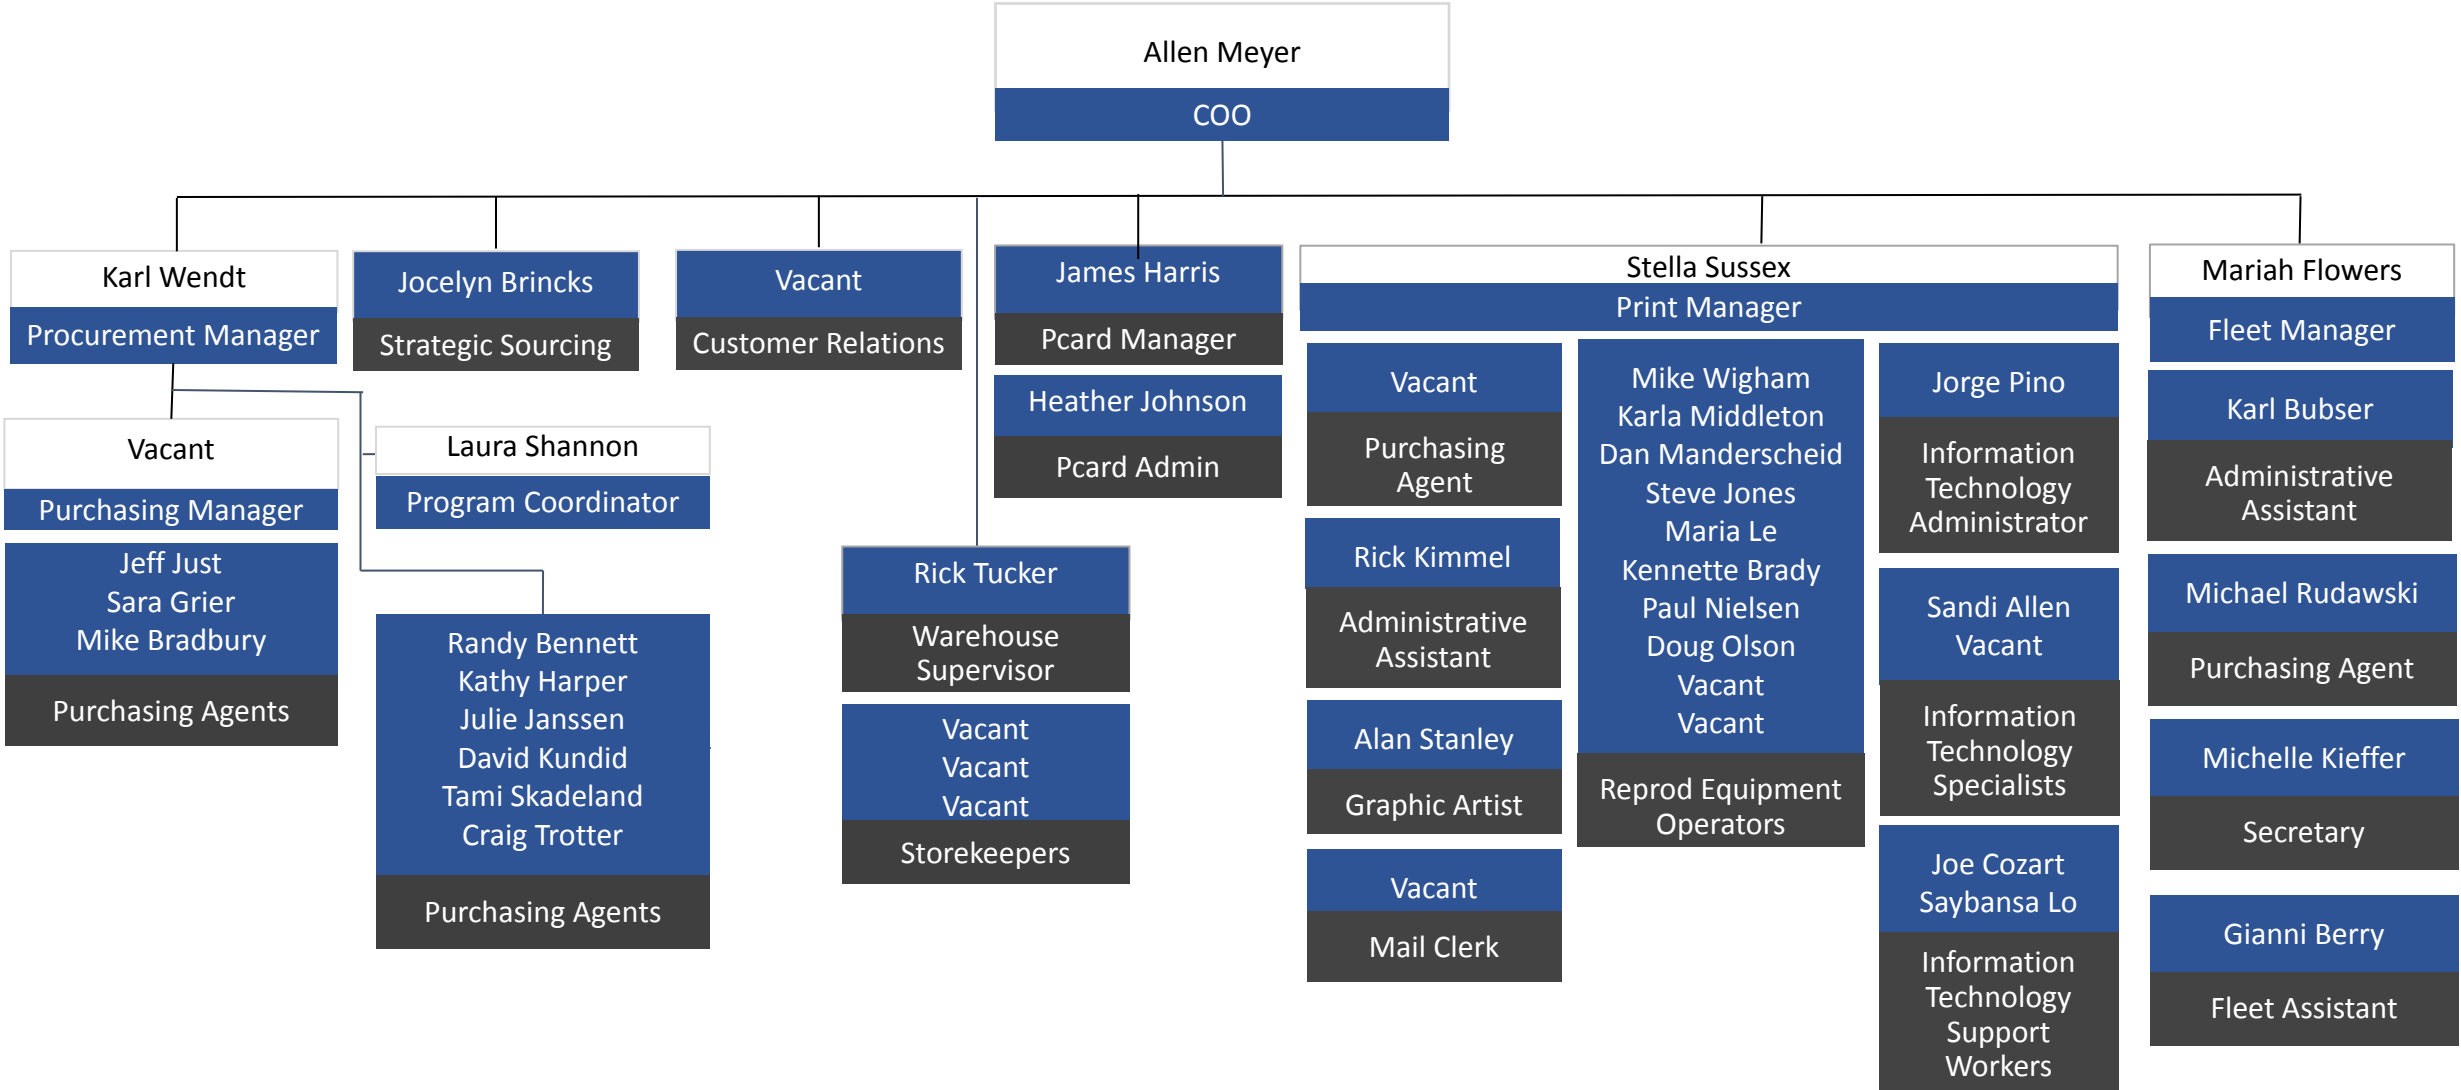 Allen Meyer
COO
Karl Wendt
Procurement Manager
Jocelyn Brincks
Strategic Sourcing
Vacant
Customer Relations
James Harris
Pcard Manager
Heather Johnson
Pcard Admin
Stella Sussex
Print Manager
Mariah Flowers
Fleet Manager
Vacant
Purchasing Manager
Jeff Just
Sara Grier
Mike Bradbury
Purchasing Agents
Laura Shannon
Program Coordinator
Randy Bennett
Kathy Harper
Julie Janssen
David Kundid
Tami Skadeland
Craig Trotter
Purchasing Agents
Rick Tucker
Warehouse
Supervisor
Vacant
Vacant
Vacant
Storekeepers
Vacant
Purchasing
Agent
Rick Kimmel
Administrative
Assistant
Alan Stanley
Graphic Artist
Vacant
Mail Clerk
Mike Wigham
Karla Middleton
Dan Manderscheid
Steve Jones
Maria Le
Kennette Brady
Paul Nielsen
Doug Olson
Vacant
Vacant
Reprod Equipment
Operators
Jorge Pino
Information
Technology
Administrator
Sandi Allen
Vacant
Information
Technology
Specialists
Joe Cozart
Saybansa Lo
Information
Technology
Support
Workers
Karl Bubser
Administrative
Assistant
Michael Rudawski
Purchasing Agent
Michelle Kieffer
Secretary
Gianni Berry
Fleet Assistant